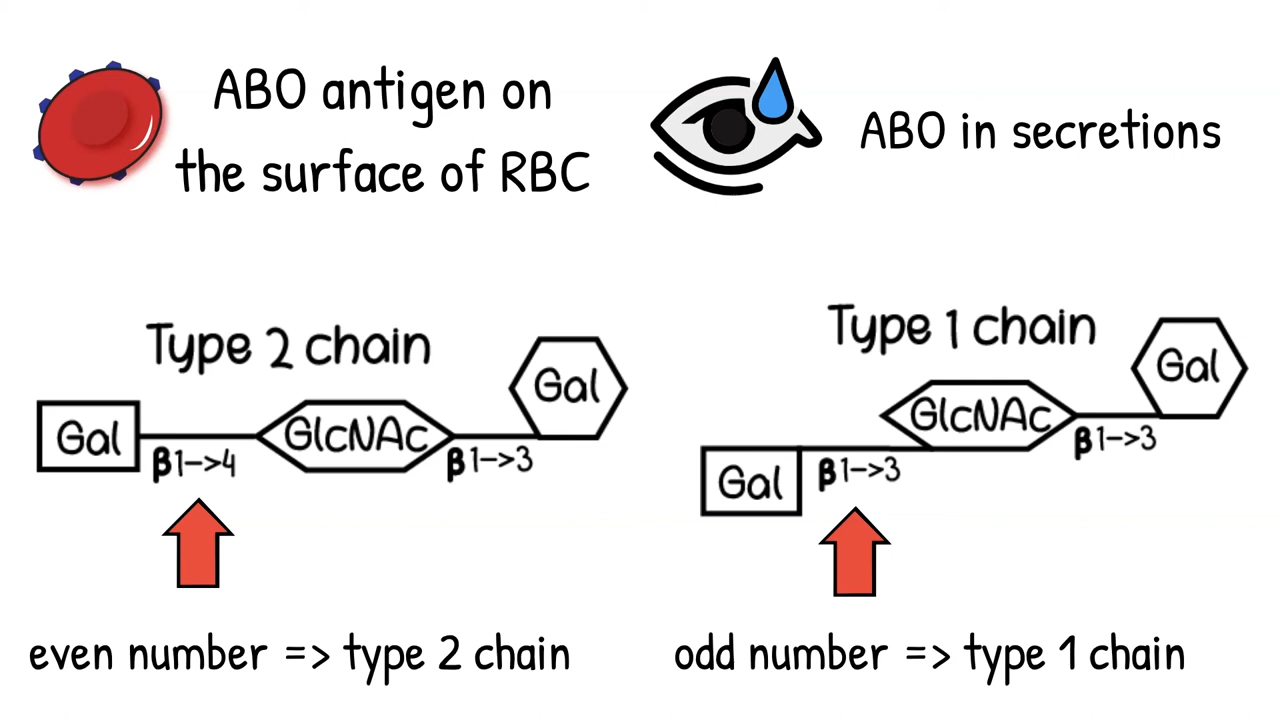 ABO antigen on
the surface of RBC
ABO in secretions
Type 2 chain
Gal
β1->4
GlcNAc
β1->3
Gal
Type 1 chain
Gal
β1->3
GlcNAc
β1->3
Gal
even number => type 2 chain
odd number => type 1 chain